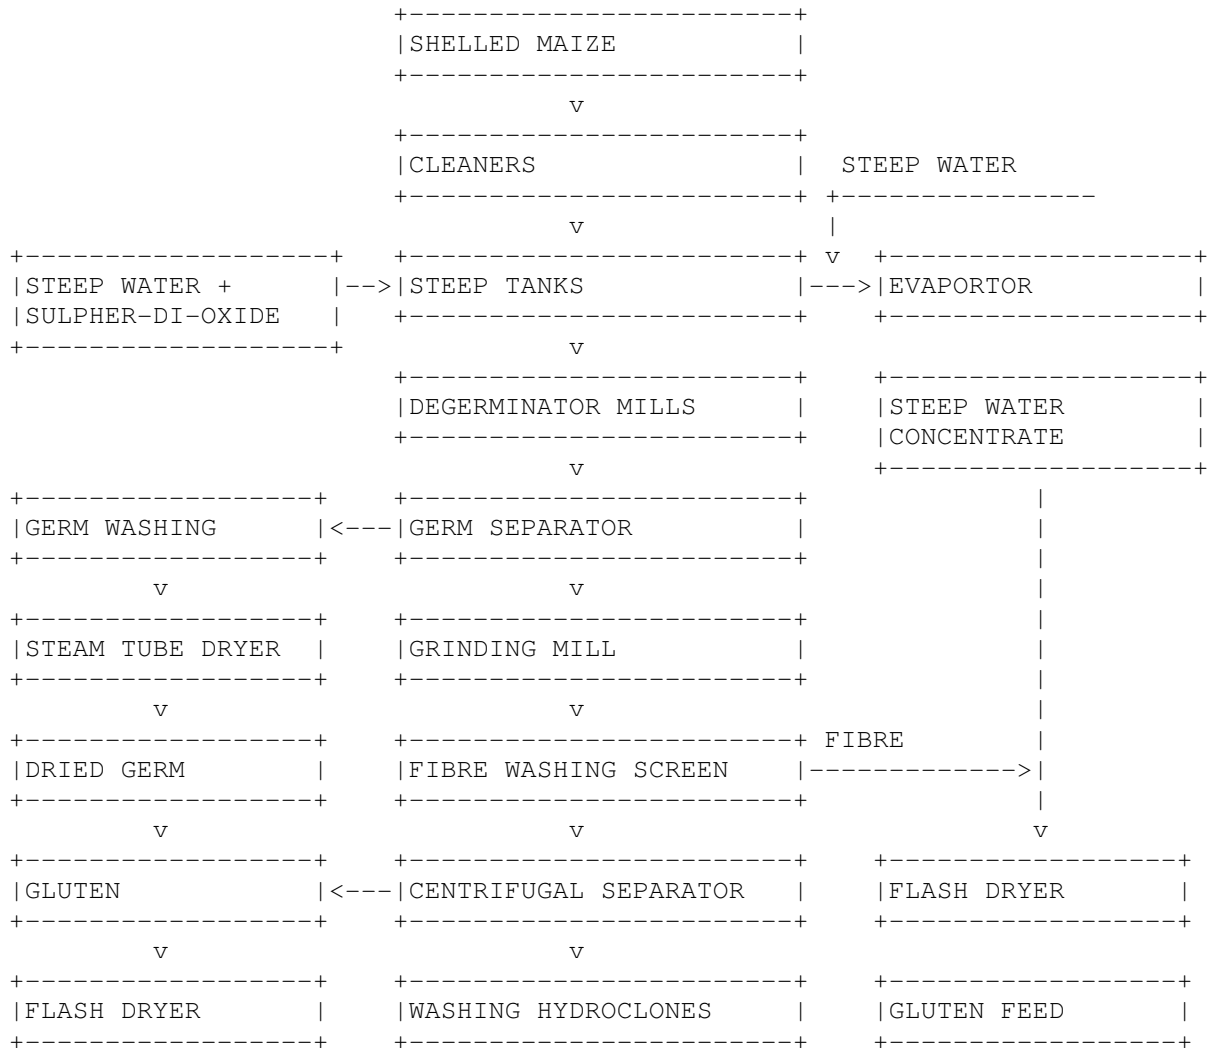 SHELLED MAIZE
CLEANERS
STEEP WATER
STEEP WATER +
SULPHER-DI-OXIDE
STEEP TANKS
EVAPORTOR
DEGERMINATOR MILLS
STEEP WATER
CONCENTRATE
GERM WASHING
GERM SEPARATOR
STEAM TUBE DRYER
GRINDING MILL
DRIED GERM
FIBRE WASHING SCREEN
FIBRE
GLUTEN
CENTRIFUGAL SEPARATOR
FLASH DRYER
FLASH DRYER
WASHING HYDROCLONES
GLUTEN FEED